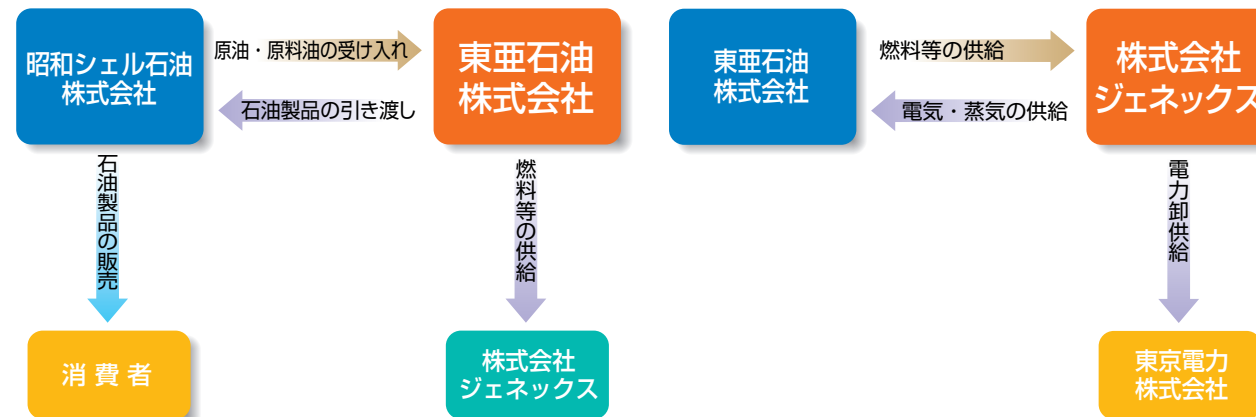 昭和シェル石油
株式会社
原油・原料油の受け入れ
石油製品の引き渡し
東亜石油
株式会社
石油製品の販売
燃料等の供給
消費者
株式会社
ジェネックス
東亜石油
株式会社
燃料等の供給
電気・蒸気の供給
株式会社
ジェネックス
電力卸供給
東京電力
株式会社